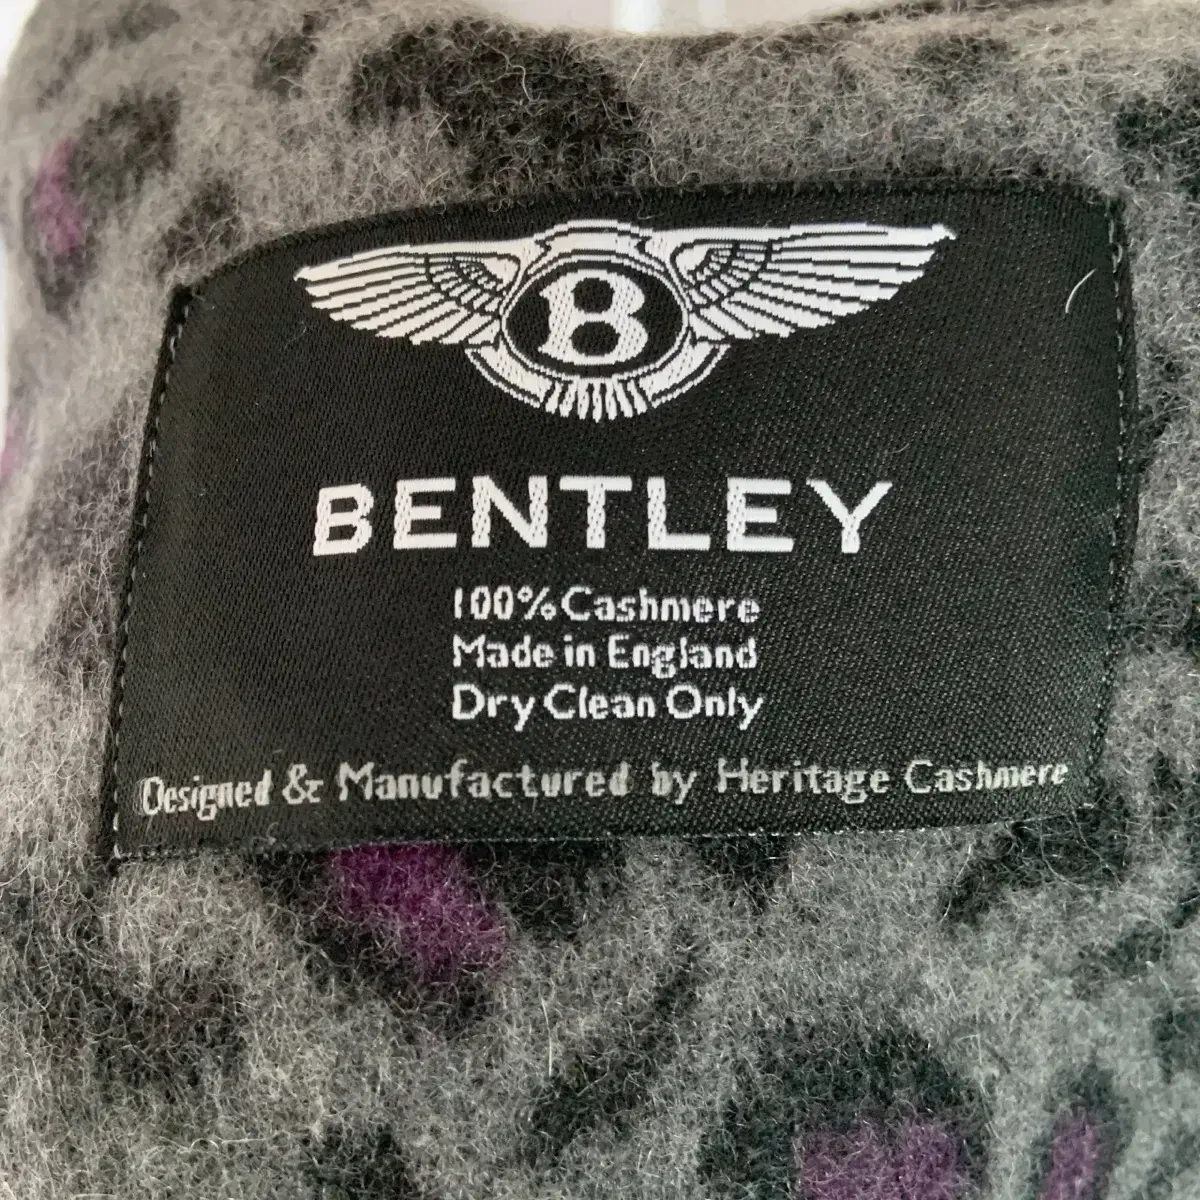 B
BENTLEY
100% Cashmere
Made in England
Dry Clean Only
Designed & Manufactured by Heritage Cashmere